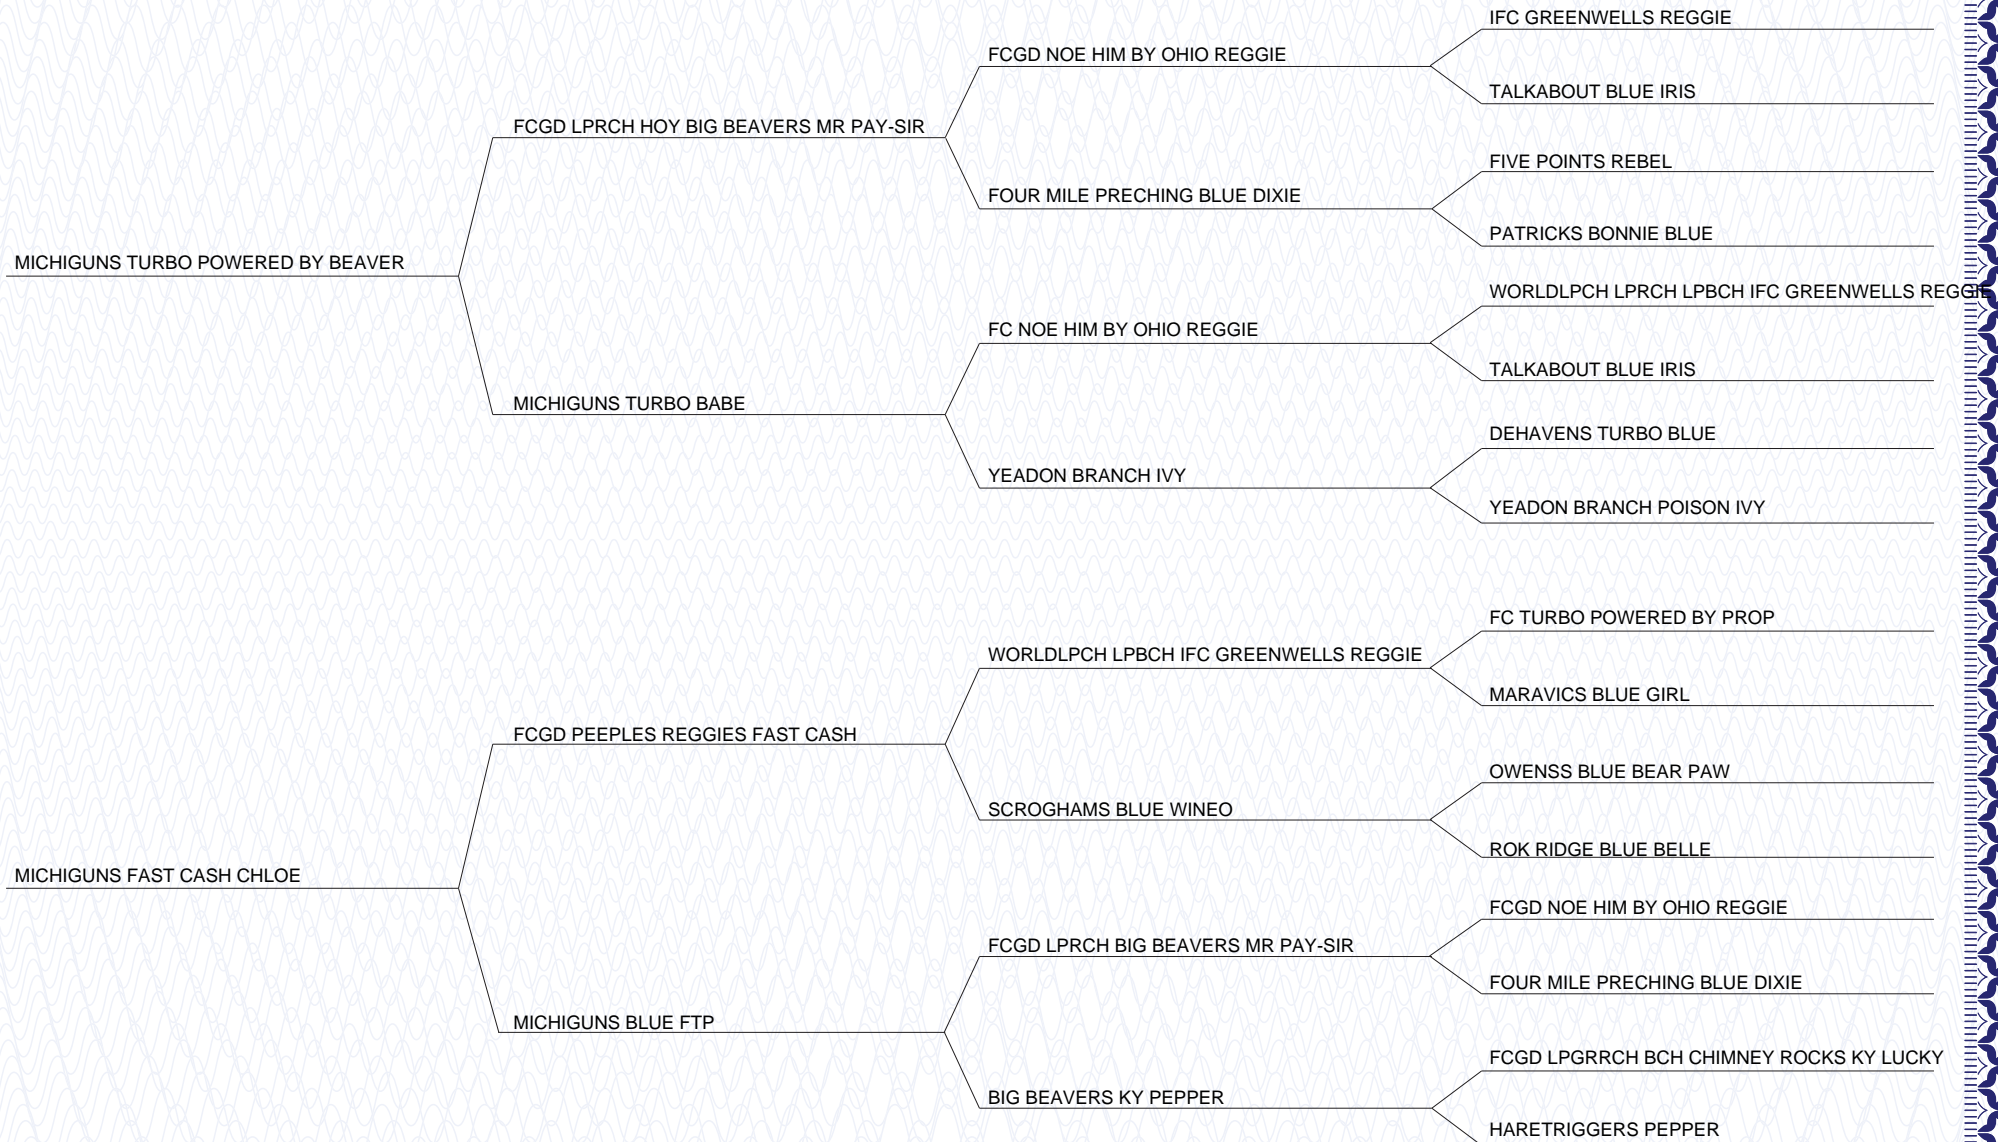 IFC GREENWELLS REGGIE
FCGD NOE HIM BY OHIO REGGIE
TALKABOUT BLUE IRIS
FCGD LPRCH HOY BIG BEAVERS MR PAY-SIR
FIVE POINTS REBEL
FOUR MILE PRECHING BLUE DIXIE
PATRICKS BONNIE BLUE
MICHIGUNS TURBO POWERED BY BEAVER
WORLDLPCH LPRCH LPBCH IFC GREENWELLS REGGIE
FC NOE HIM BY OHIO REGGIE
TALKABOUT BLUE IRIS
MICHIGUNS TURBO BABE
DEHAVENS TURBO BLUE
YEADON BRANCH IVY
YEADON BRANCH POISON IVY
FC TURBO POWERED BY PROP
WORLDLPCH LPBCH IFC GREENWELLS REGGIE
MARAVICS BLUE GIRL
FCGD PEEPLES REGGIES FAST CASH
OWENSS BLUE BEAR PAW
SCROGHAMS BLUE WINEO
ROK RIDGE BLUE BELLE
MICHIGUNS FAST CASH CHLOE
FCGD NOE HIM BY OHIO REGGIE
FCGD LPRCH BIG BEAVERS MR PAY-SIR
FOUR MILE PRECHING BLUE DIXIE
MICHIGUNS BLUE FTP
FCGD LPGRRCH BCH CHIMNEY ROCKS KY LUCKY
BIG BEAVERS KY PEPPER
HARETRIGGERS PEPPER